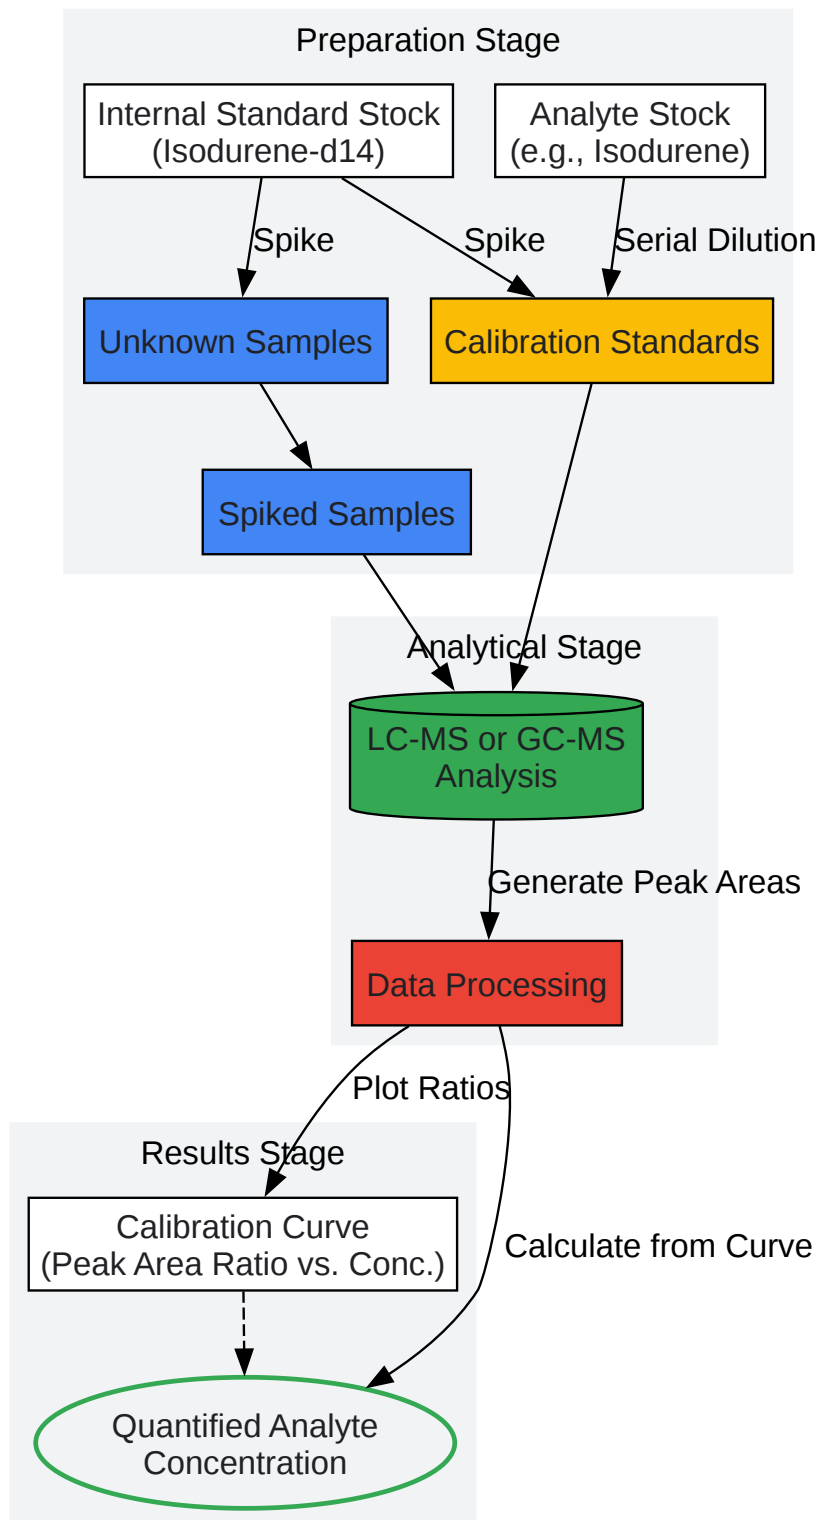 Preparation Stage
Internal Standard Stock
(Isodurene-d14)
Analyte Stock
(e.g., Isodurene)
Spike
Spike
Serial Dilution
Unknown Samples
Calibration Standards
Spiked Samples
Analytical Stage
LC-MS or GC-MS
Analysis
Generate Peak Areas
Data Processing
Plot Ratios
Results Stage
Calibration Curve
(Peak Area Ratio vs. Conc.)
Calculate from Curve
Quantified Analyte
Concentration